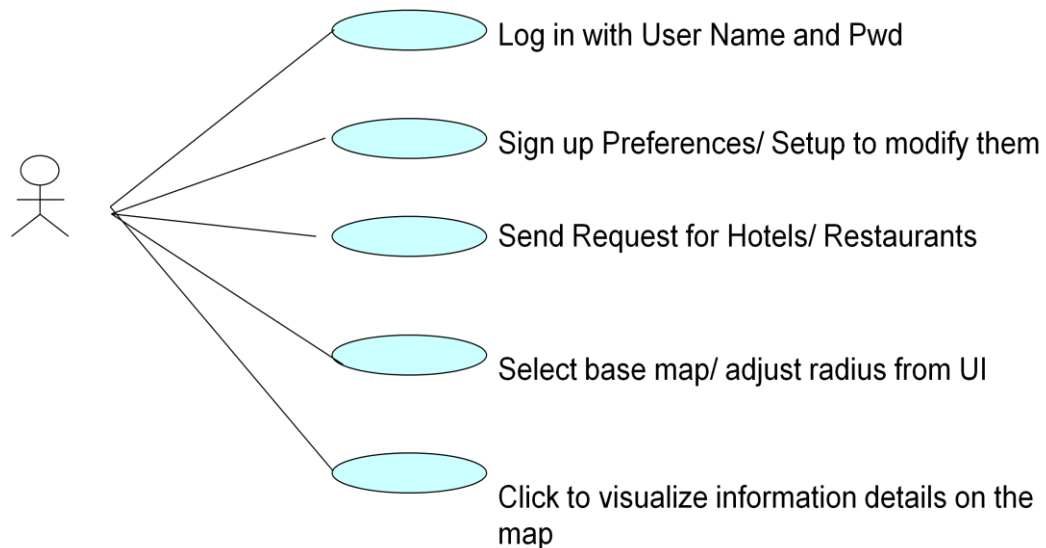 Log in with User Name and Pwd
Sign up Preferences/ Setup to modify them
Send Request for Hotels/ Restaurants
Select base map/ adjust radius from UI
Click to visualize information details on the
map